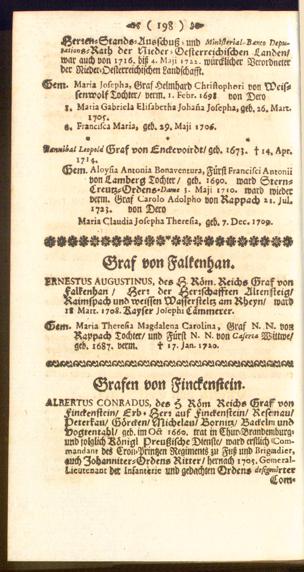 ( 198 )
Herren-Stands-Ausschuß- und Ministerial-Banco Deputations-
Rath der Nieder-Oesterreichischen Landen/
war auch von 1716. biß 4. Maji 1722. würcklicher Verordneter
der Nieder-Oesterreichischen Landschafft.
Gem. Maria Josepha, Graf Helmhard Christophori von Weis-
senwolf Tochter/ verm. 1. Febr. 1698 von Dero
1. Maria Gabriela Elisabetha Johanna Josepha, geb. 26. Mart.
1705.
2. Francisca Maria, geb. 29. Maji 1706.
Hannibal Leopold Graf von Enckevoirdt/ geb. 1673. † 14. Apr.
1714.
Gem. Aloysia Antonia Bonaventura, Fürst Francisci Antonii
von Lamberg Tochter/ geb. 1690. ward Stern-
Creutz-Ordens-Dame 3. Maji 1710. ward wieder
verm. Graf Carolo Adolpho von Rappach 21. Jul.
1723. von Dero
Maria Claudia Josepha Theresia, geb. 7. Dec. 1709.
Graf von Falkenhan.
ERNESTUS AUGUSTINUS, des H Röm. Reichs Graf von
Falkenhan/ Herr der Herrschafften Altensteig/
Raimspach und weissen Wasserstelz am Rheyn/ ward
18 Mart. 1708. Kayser Josephi Cämmerer.
Gem. Maria Theresia Magdalena Carolina, Graf N. N. von
Rappach Tochter/ und Fürst N. N. von Caserta Wittwe/
geb. 1687. verm. † 17. Jan. 1720.
Grafen von Finckenstein.
ALBERTUS CONRADUS, des H Röm Reichs Graf von
Finckenstein/ Erb-Herr auf Finckenstein/ Resenau/
Peterkau/ Görcken/ Michelau/ Bornitz/ Backeln und
Vogtenthal/ geb. im Oct 1660. trat in Chur-Brandenburg-
und folglich Königl Preußische Dienste/ ward erstlich Com-
mandant des Cron-Printzen Regiments zu Fuß und Brigadier,
auch Johanniter-Ordens Ritter/ hernach 1705. General-
Lieutenant der Infanterie und gedachten Ordens designirter
Com-